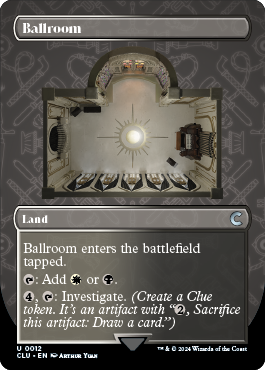 Ballroom
Land
Ballroom enters the battlefield
tapped.
: Add or .
4, : Investigate. (Create a Clue
token. It's an artifact with "2, Sacrifice
this artifact: Draw a card.")
U 0012
CLU • EN Arthur Yuan
™ & © 2024 Wizards of the Coast